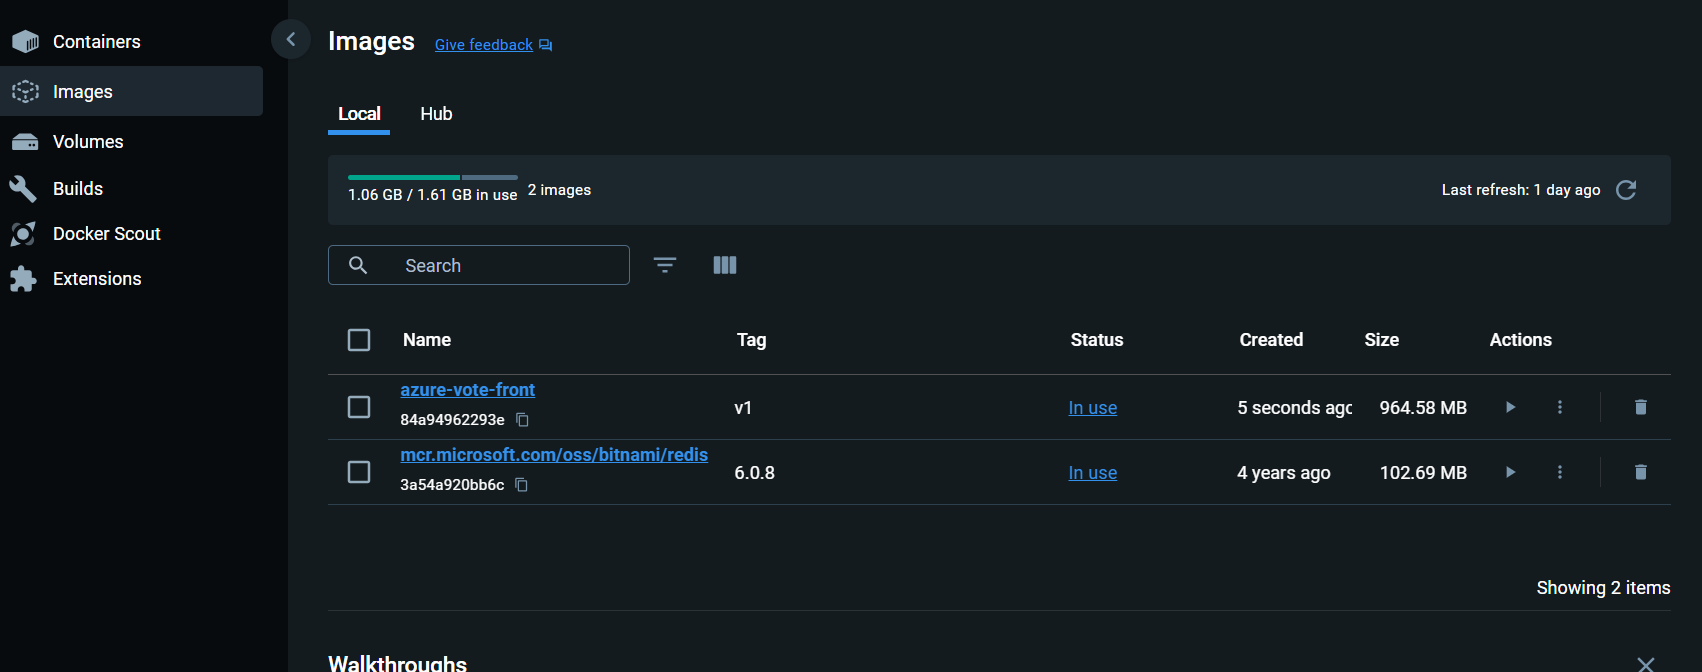 Containers
Images
Volumes
Builds
Docker Scout
Extensions
Images Give feedback
Local Hub
1.06 GB / 1.61 GB in use 2 images Last refresh: 1 day ago
Search
Name Tag Status Created Size Actions
azure-vote-front
84a94962293e
v1 In use 5 seconds ago 964.58 MB
mcr.microsoft.com/oss/bitnami/redis
3a54a920bb6c
6.0.8 In use 4 years ago 102.69 MB
Showing 2 items
Walkthroughs